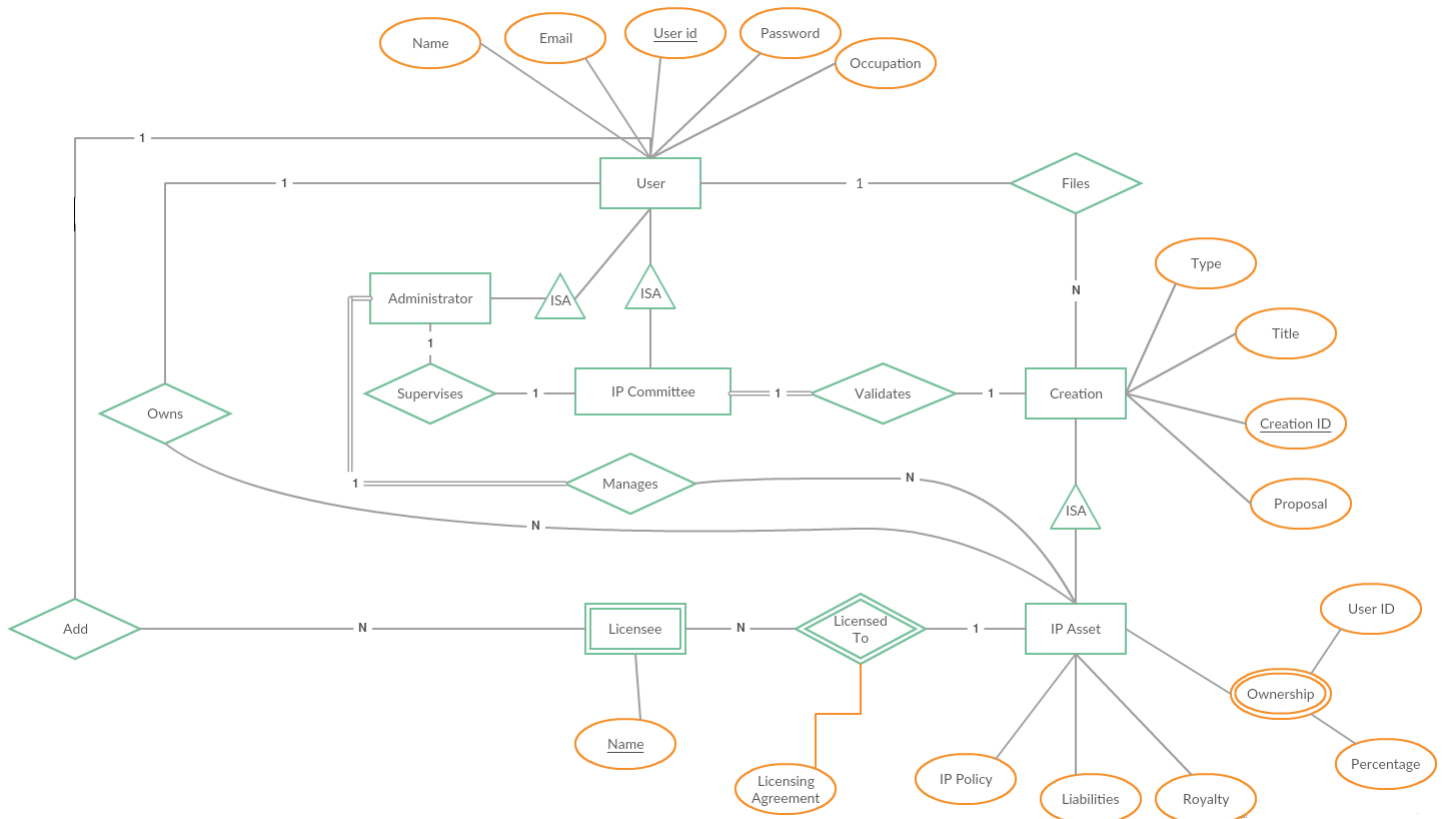 Name
Email
User id
Password
Occupation
1
1
User
1
Files
Administrator
ISA
ISA
N
Type
Title
1
Supervises
1
IP Committee
1
Validates
1
Creation
Creation ID
Owns
1
Manages
N
Proposal
N
ISA
Add
N
Licensee
N
Licensed
To
1
IP Asset
User ID
Ownership
Name
Licensing
Agreement
IP Policy
Liabilities
Royalty
Percentage